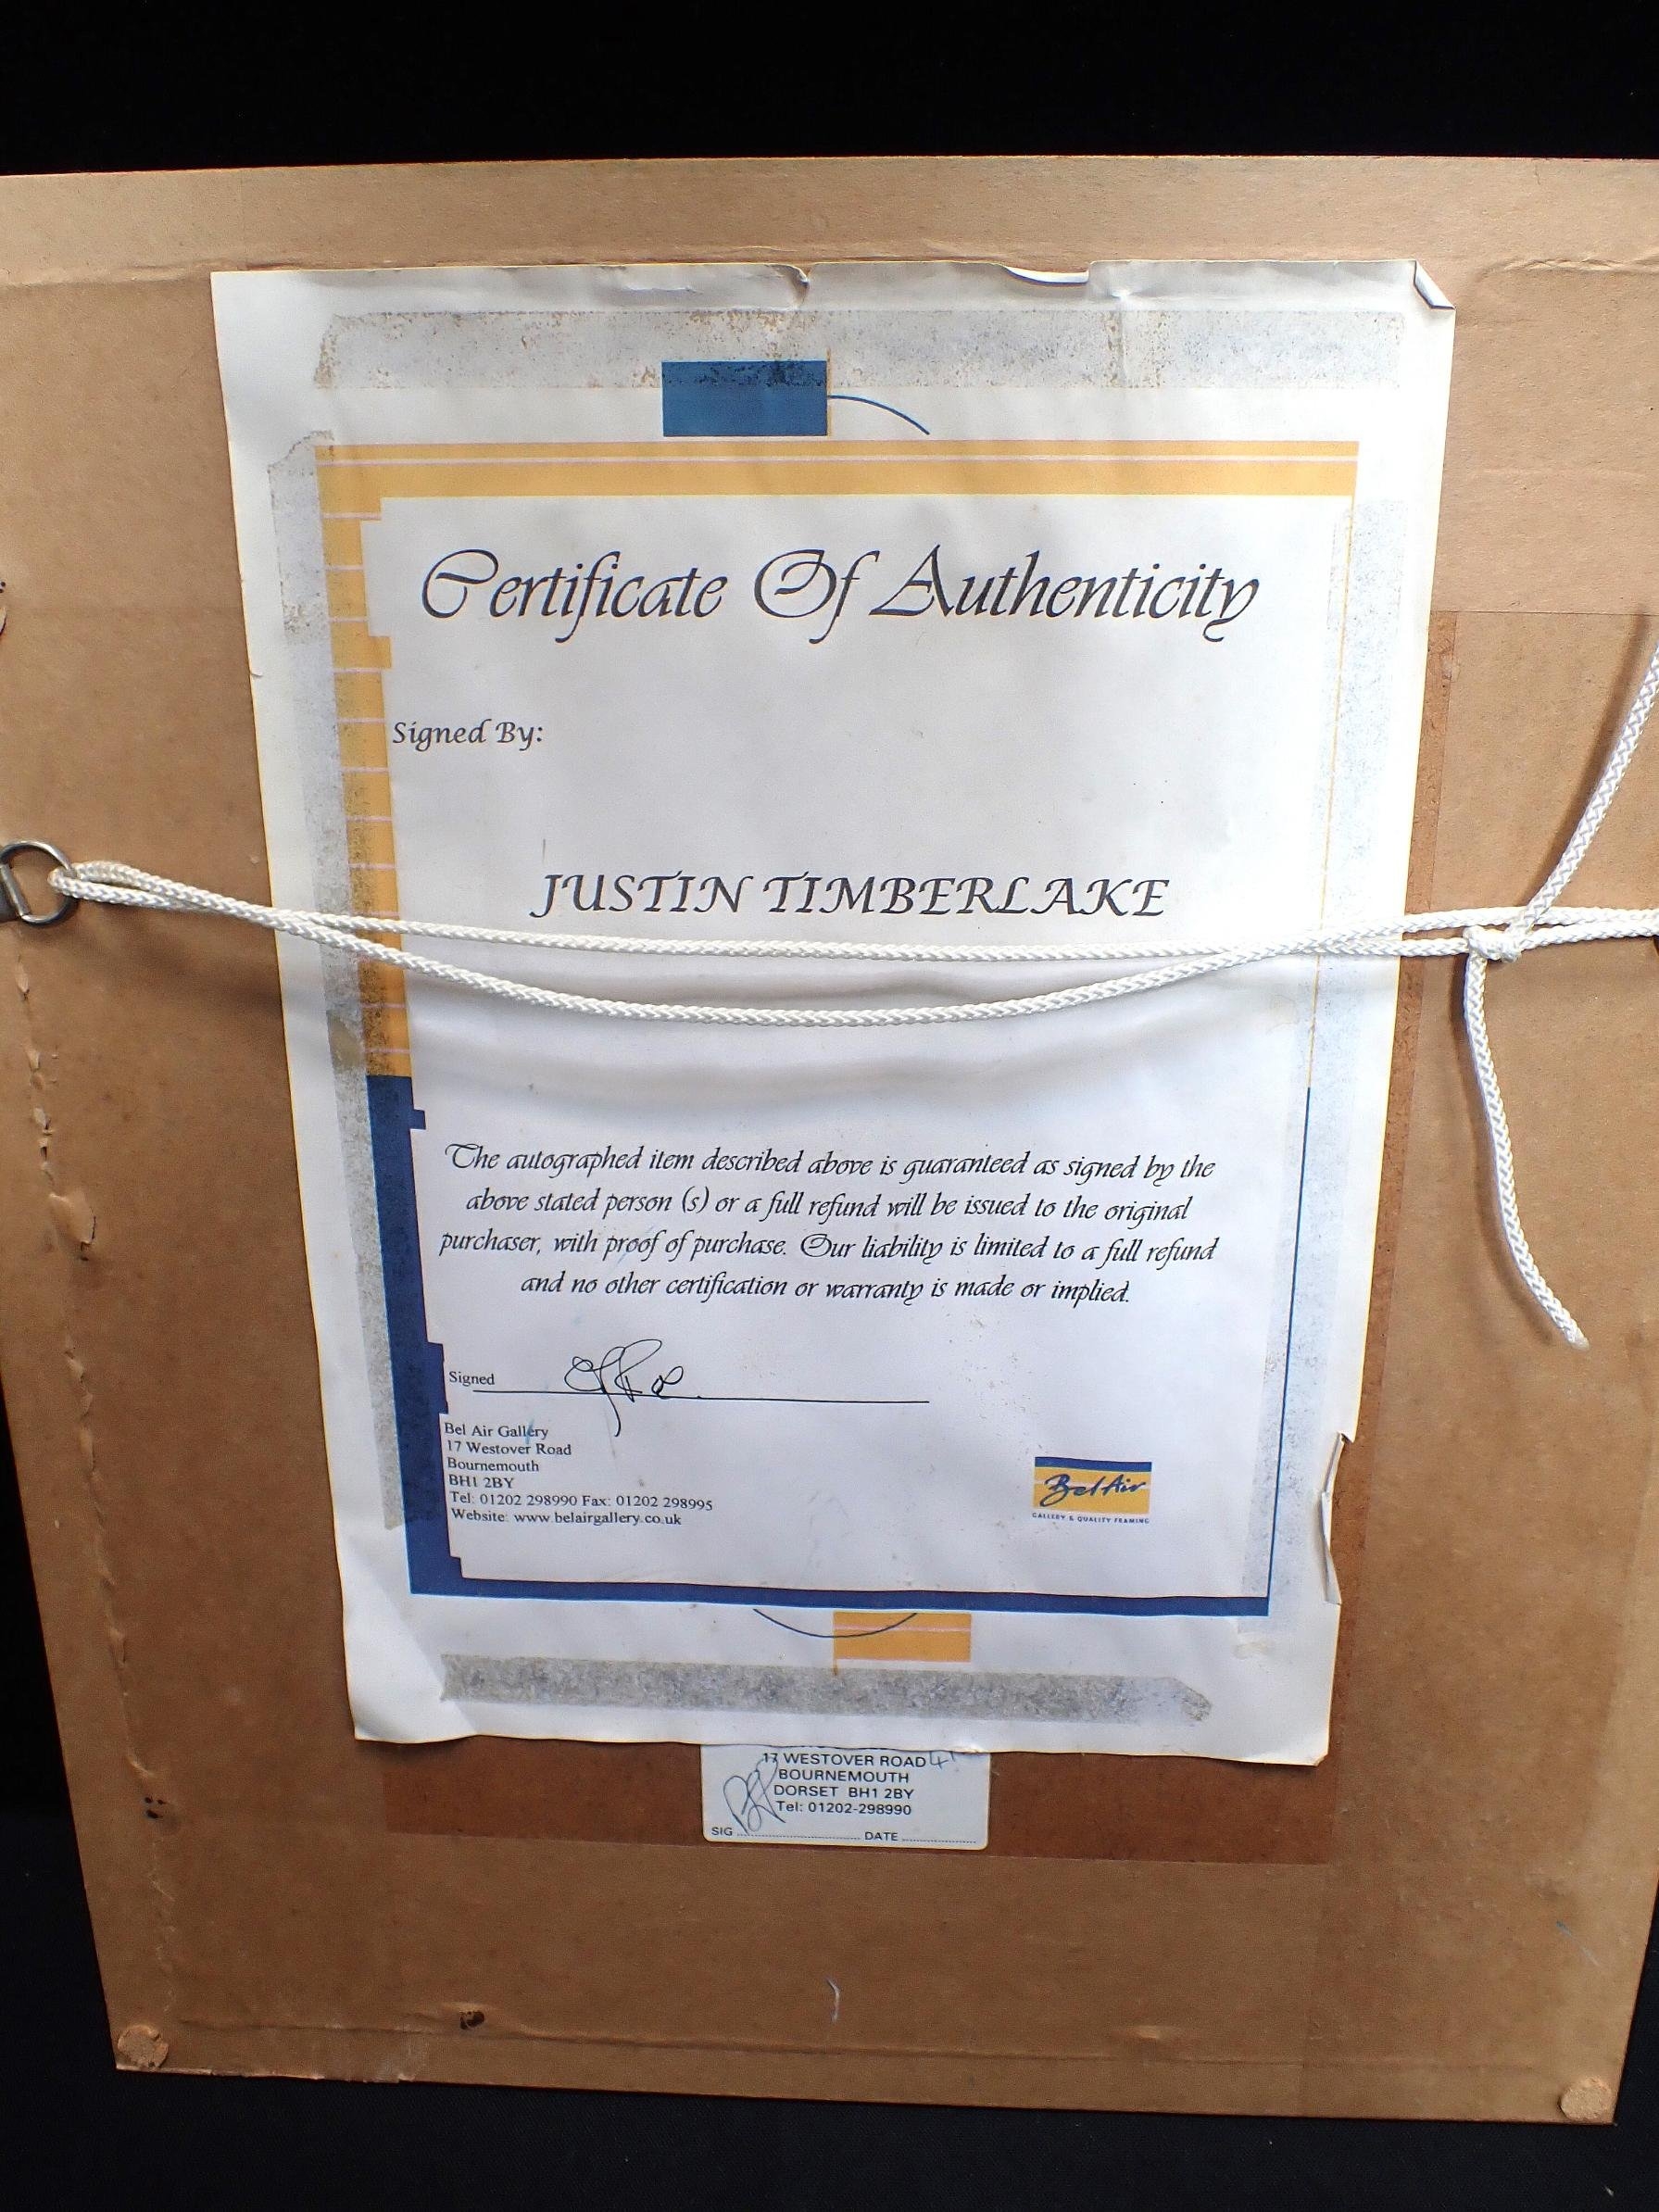 Certificate Of Authenticity
Signed By:
JUSTIN TIMBERLAKE
The autographed item described above is guaranteed as signed by the
above stated person (s) or a full refund will be issued to the original
purchaser, with proof of purchase. Our liability is limited to a full refund
and no other certification or warranty is made or implied.
Signed
Bel Air Gallery
17 Westover Road
Bournemouth
BH1 2BY
Tel: 01202 298990 Fax: 01202 298995
Website: www.belairgallery.co.uk
Bel Air
GALLERY & QUALITY FRAMING
17 WESTOVER ROAD
BOURNEMOUTH
DORSET BH1 2BY
Tel: 01202-298990
SIG DATE